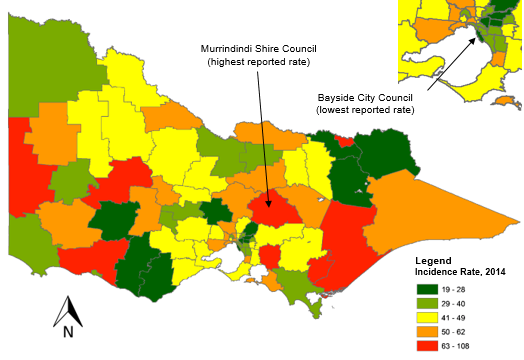 Murrindindi Shire Council
(highest reported rate)
Bayside City Council
(lowest reported rate)
Legend
Incidence Rate, 2014
19 - 28
29 - 40
41 - 49
50 - 62
63 - 108
N